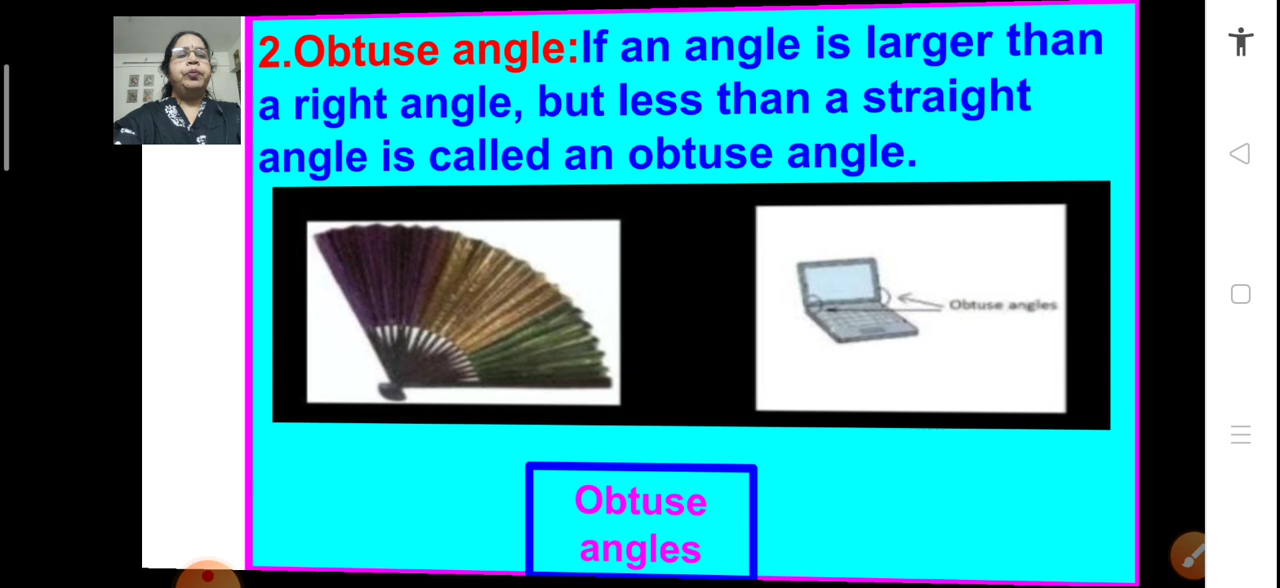 2.Obtuse angle:If an angle is larger than
a right angle, but less than a straight
angle is called an obtuse angle.
Obtuse angles
Obtuse
angles